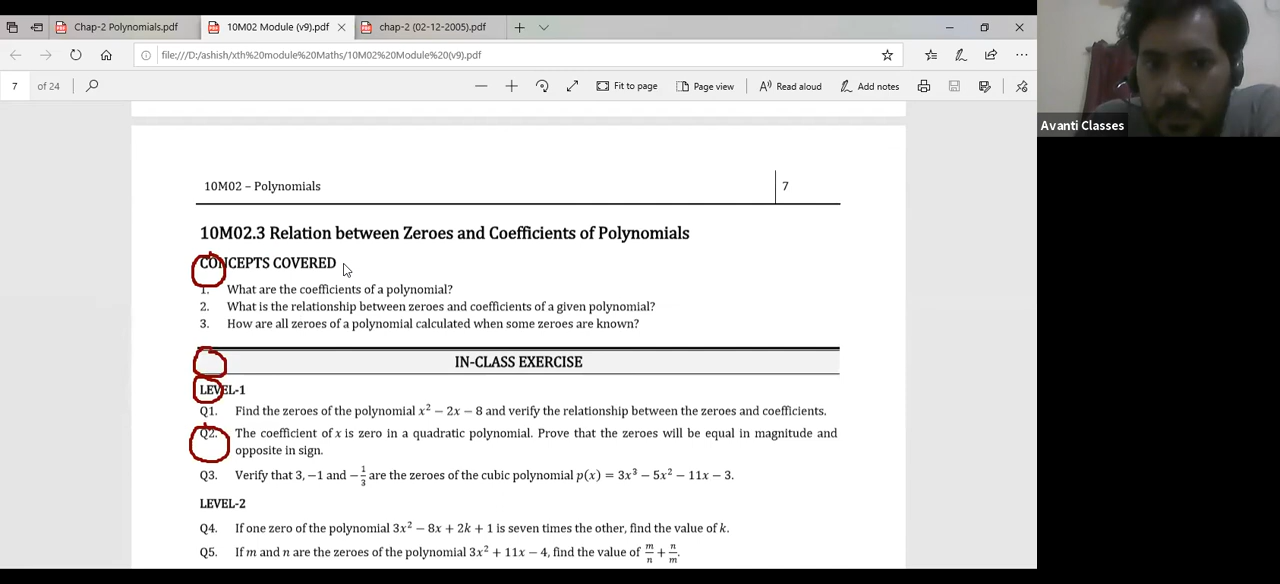 Chap-2 Polynomials.pdf
10M02 Module (v9).pdf
chap-2 (02-12-2005).pdf
file:///D:/ashish/xth%20module%20Maths/10M02%20Module%20(v9).pdf
7 of 24
Fit to page
Page view
Read aloud
Add notes
Avanti Classes
10M02 – Polynomials 7
10M02.3 Relation between Zeroes and Coefficients of Polynomials
CONCEPTS COVERED
1. What are the coefficients of a polynomial?
2. What is the relationship between zeroes and coefficients of a given polynomial?
3. How are all zeroes of a polynomial calculated when some zeroes are known?
IN-CLASS EXERCISE
LEVEL-1
Q1. Find the zeroes of the polynomial x² − 2x − 8 and verify the relationship between the zeroes and coefficients.
Q2. The coefficient of x is zero in a quadratic polynomial. Prove that the zeroes will be equal in magnitude and
opposite in sign.
Q3. Verify that 3, −1 and −1/3 are the zeroes of the cubic polynomial p(x) = 3x³ − 5x² − 11x − 3.
LEVEL-2
Q4. If one zero of the polynomial 3x² − 8x + 2k + 1 is seven times the other, find the value of k.
Q5. If m and n are the zeroes of the polynomial 3x² + 11x − 4, find the value of m/n + n/m.